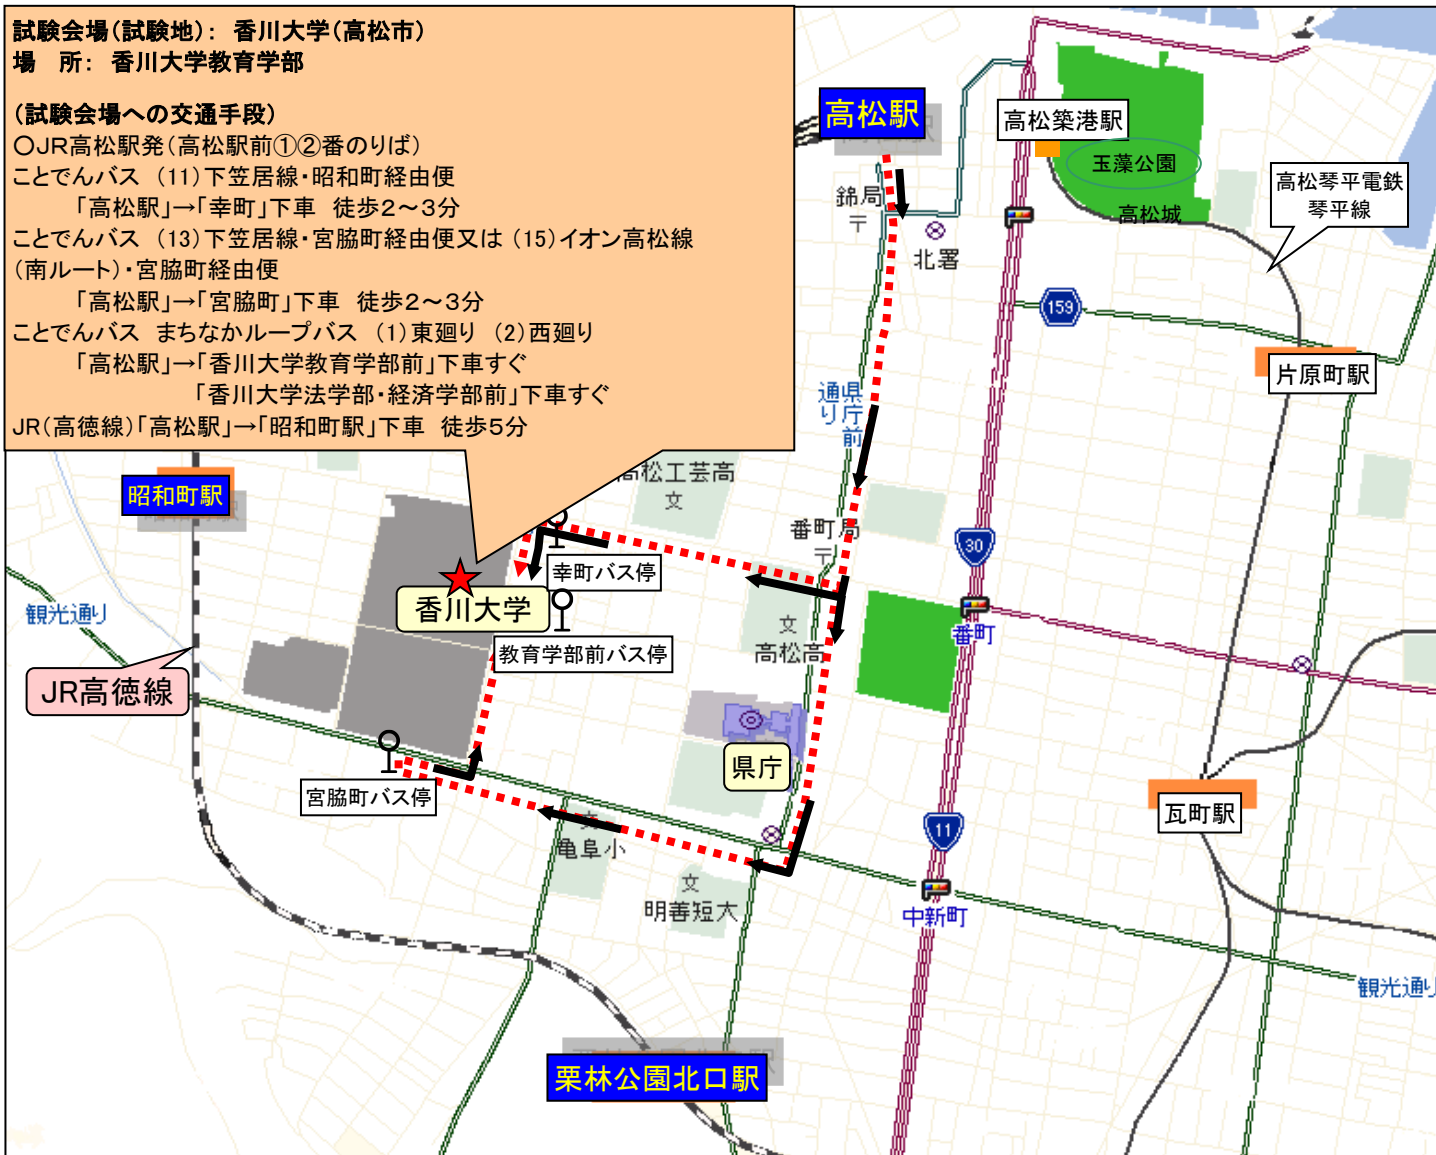 試験会場(試験地)： 香川大学(高松市)
場　所： 香川大学教育学部
(試験会場への交通手段)
○JR高松駅発(高松駅前①②番のりば)
ことでんバス （11)下笠居線・昭和町経由便
「高松駅」→「幸町」下車　徒歩２～３分
ことでんバス （13)下笠居線・宮脇町経由便又は （15)イオン高松線
(南ルート)・宮脇町経由便
「高松駅」→「宮脇町」下車　徒歩２～３分
ことでんバス　まちなかループバス （1)東廻り （2)西廻り
「高松駅」→「香川大学教育学部前」下車すぐ
「香川大学法学部・経済学部前」下車すぐ
JR(高徳線)「高松駅」→「昭和町駅」下車　徒歩５分
高松駅
高松築港駅
玉藻公園
高松城
高松琴平電鉄
琴平線
錦局
〒
北署
159
片原町駅
県庁前
通り
昭和町駅
高松工芸高
文
番町局
〒
30
幸町バス停
香川大学
観光通り
教育学部前バス停
文
高松高
番町
JR高徳線
県庁
宮脇町バス停
瓦町駅
文
亀阜小
11
文
明善短大
中新町
観光通り
栗林公園北口駅